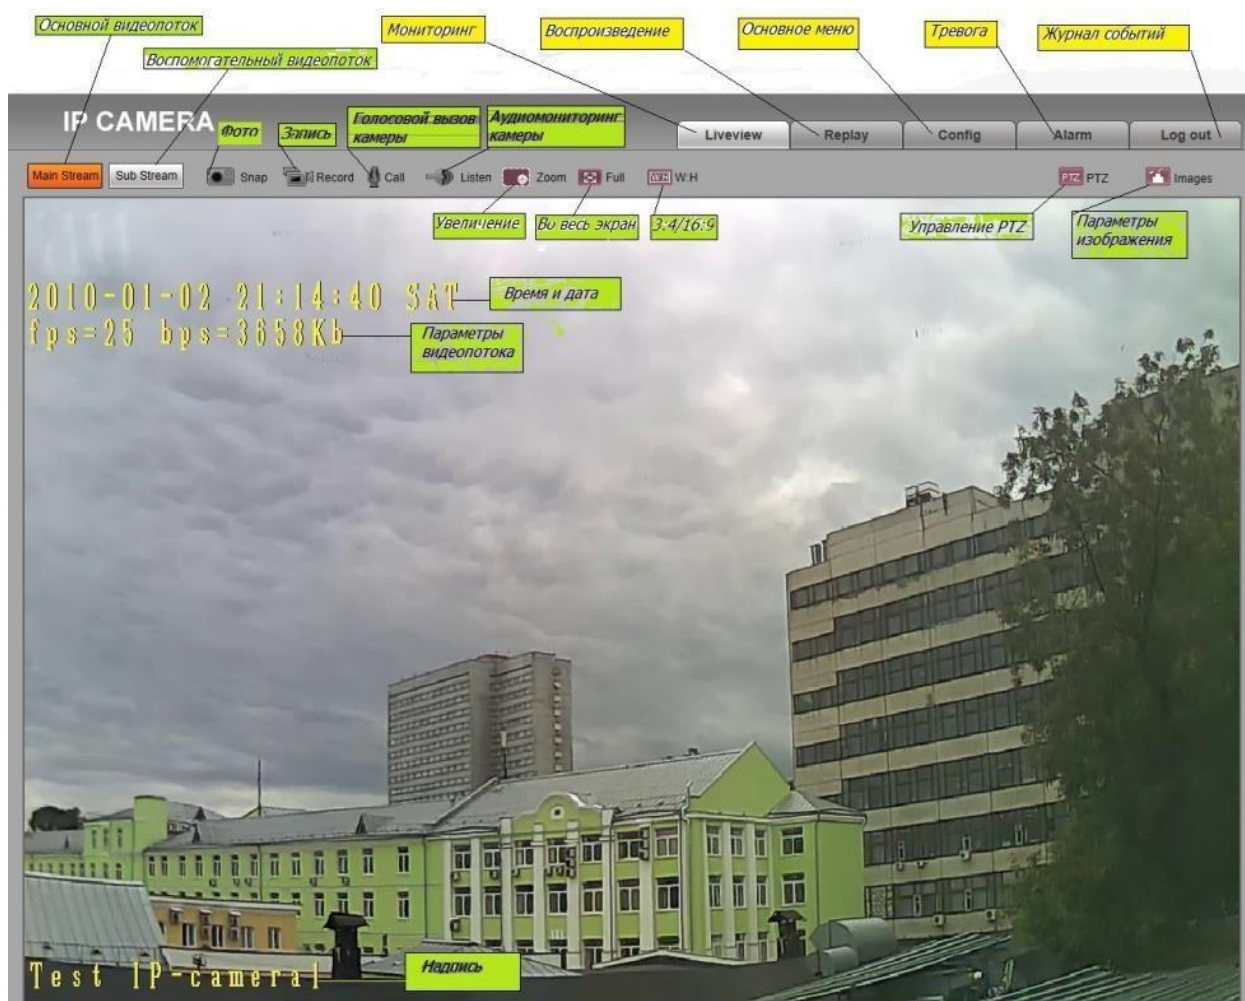 Основной видеопоток
Мониторинг
Воспроизведение
Основное меню
Тревога
Журнал событий
Воспомогательный видеопоток
IP CAMERA
Фото
Запись
Голосовой вызов
камеры
Аудиомониторинг
камеры
Liveview
Replay
Config
Alarm
Log out
Main Stream
Sub Stream
Snap
Record
Call
Listen
Zoom
Full
W:H
W:H
PTZ
PTZ
Images
Увеличение
Во весь экран
3:4/16:9
Управление PTZ
Параметры
изображения
2010-01-02 21:14:40 SAT
Время и дата
fps=25 bps=3658Kb
Параметры
видеопотока
Test IP-camera1
Надпись